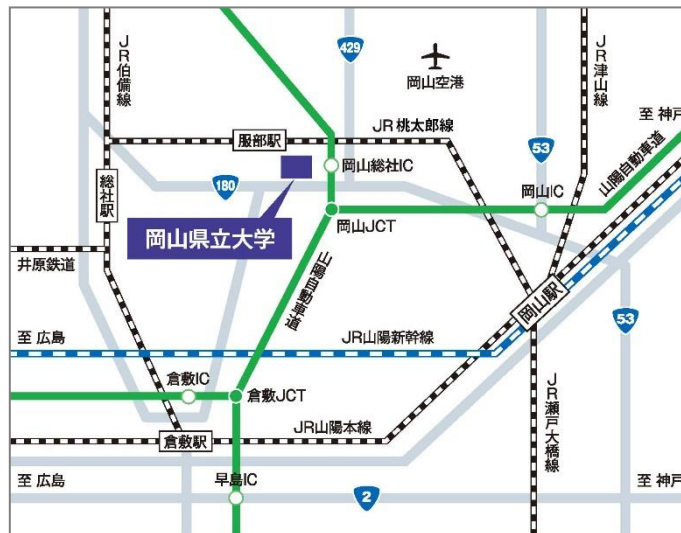 JR伯備線
429
岡山空港
JR津山線
至 神戸
JR桃太郎線
服部駅
岡山総社IC
53
山陽自動車道
総社駅
180
岡山IC
岡山県立大学
岡山JCT
井原鉄道
山陽自動車道
岡山駅
53
至 広島
JR山陽新幹線
倉敷IC
倉敷JCT
JR瀬戸大橋線
倉敷駅
JR山陽本線
至 広島
早島IC
2
至 神戸